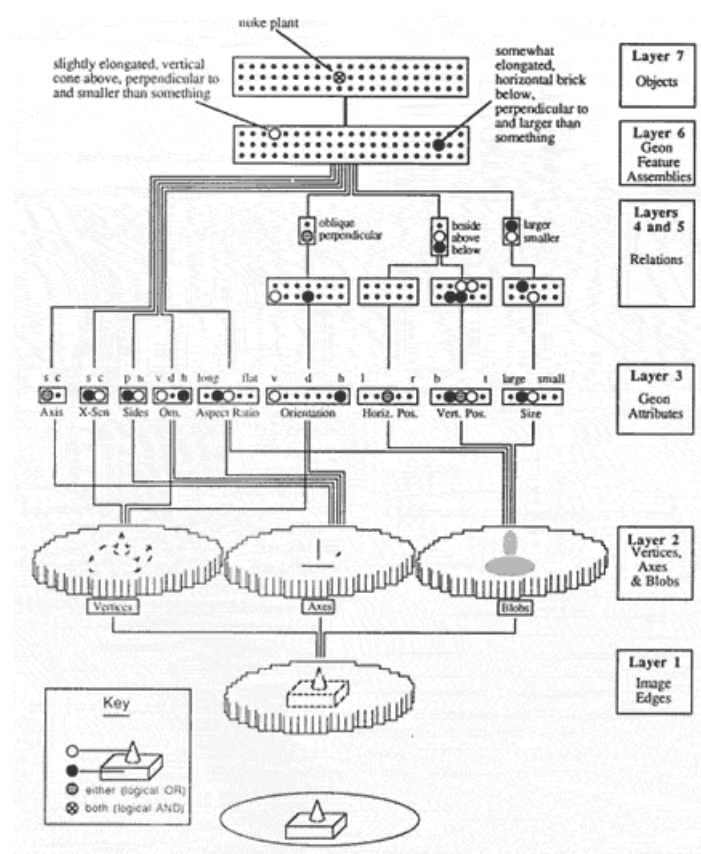 nuke plant
slightly elongated, vertical
cone above, perpendicular to
and smaller than something
somewhat
elongated,
horizontal brick
below,
perpendicular to
and larger than
something
Layer 7
Objects
Layer 6
Geon
Feature
Assemblies
oblique
perpendicular
beside
above
below
larger
smaller
Layers
4 and 5
Relations
s c
s c
p n
v d h
long
flat
v
d
h
l
r
b
t
large small
Axis
X-Scn
Sides
Orn.
Aspect Ratio
Orientation
Horiz. Pos.
Vert. Pos.
Size
Layer 3
Geon
Attributes
Vertices
Axes
Blobs
Layer 2
Vertices,
Axes
& Blobs
Layer 1
Image
Edges
Key
either (logical OR)
both (logical AND)